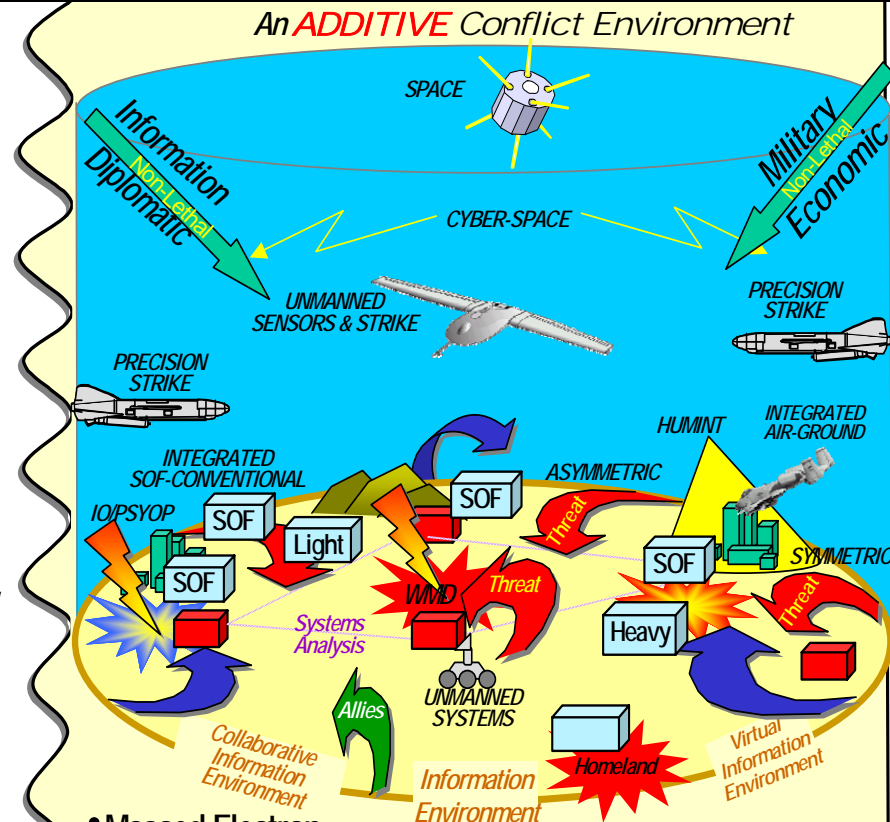 An ADDITIVE Conflict Environment
SPACE
Information
Non-Lethal
Diplomatic
Military
Non-Lethal
Economic
CYBER-SPACE
UNMANNED
SENSORS & STRIKE
PRECISION
STRIKE
PRECISION
STRIKE
INTEGRATED
AIR-GROUND
HUMINT
INTEGRATED
SOF-CONVENTIONAL
ASYMMETRIC
IO/PSYOP
SOF
SOF
Light
SOF
Threat
SOF
SYMMETRIC
WMD
Threat
Threat
Systems
Analysis
Heavy
UNMANNED
SYSTEMS
Allies
Collaborative
Information
Environment
Information
Environment
Homeland
Virtual
Information
Environment
•Massed Electron